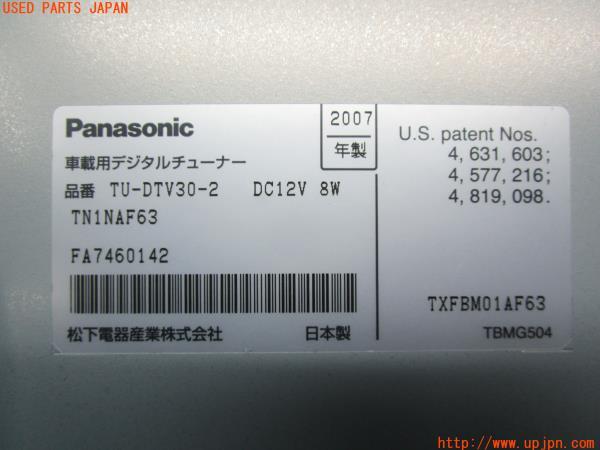 USED PARTS JAPAN
Panasonic
2007
年製
車載用デジタルチューナー
品番 TU-DTV30-2 DC12V 8W
TN1NAF63
FA7460142
松下電器産業株式会社 日本製
U.S. patent Nos.
4, 631, 603;
4, 577, 216;
4, 819, 098.
TXFBM01AF63
TBMG504
http://www.upjparts.com/